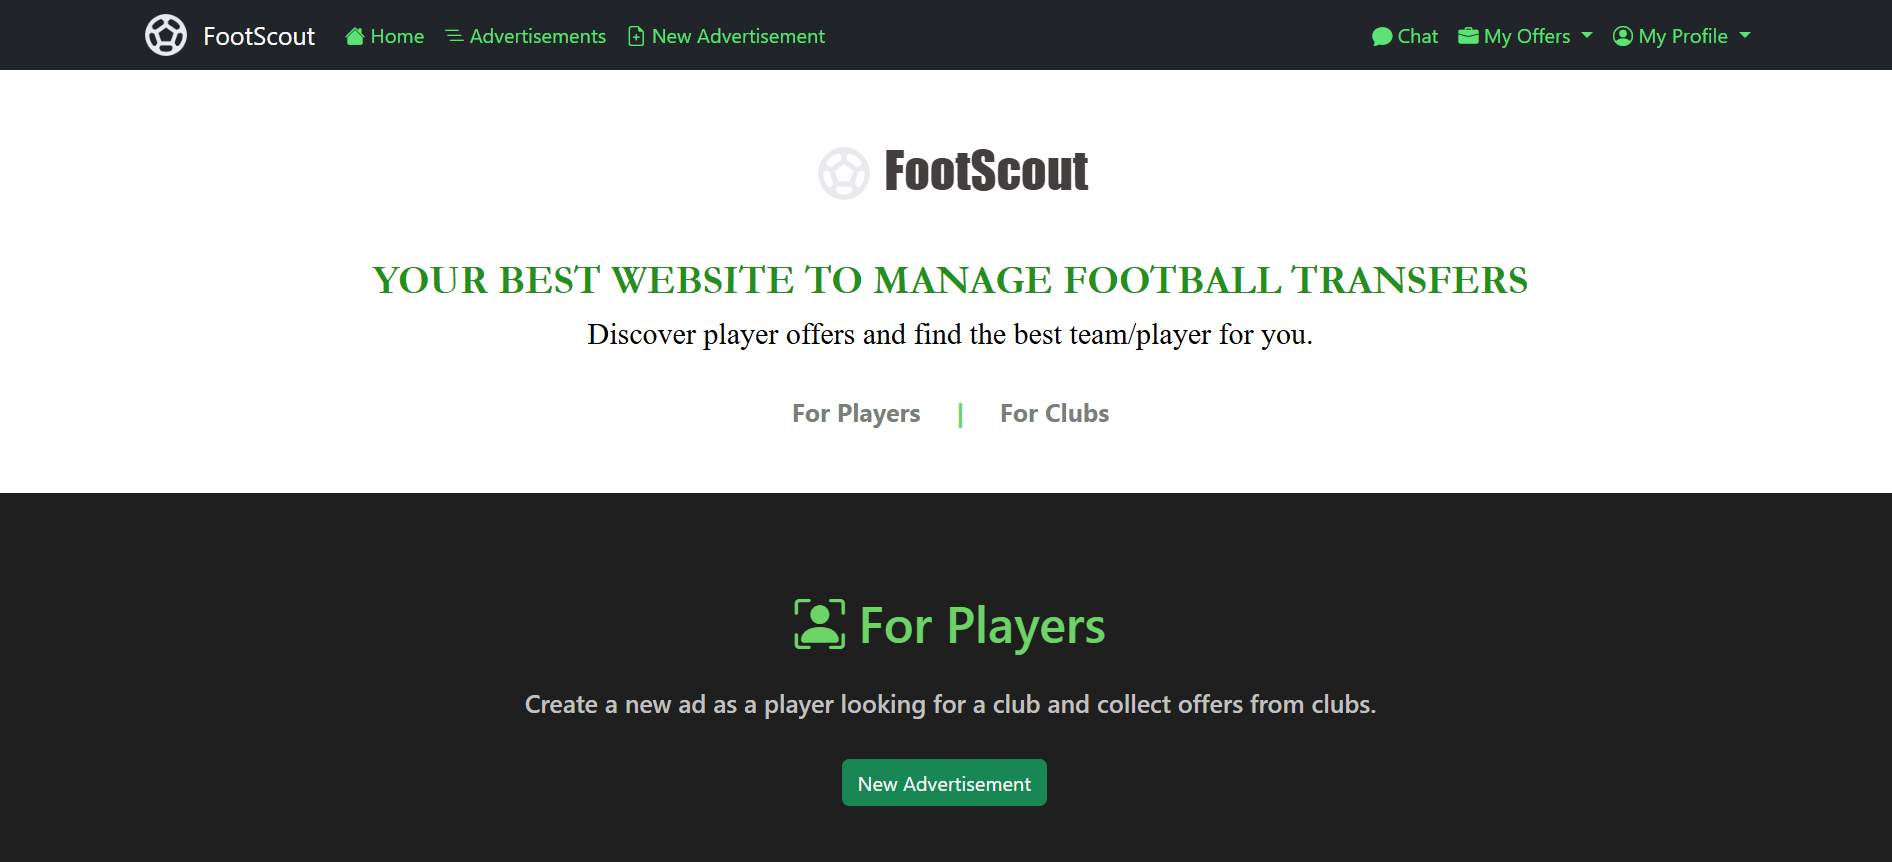 FootScout Home Advertisements New Advertisement Chat My Offers My Profile
FootScout
YOUR BEST WEBSITE TO MANAGE FOOTBALL TRANSFERS
Discover player offers and find the best team/player for you.
For Players | For Clubs
For Players
Create a new ad as a player looking for a club and collect offers from clubs.
New Advertisement